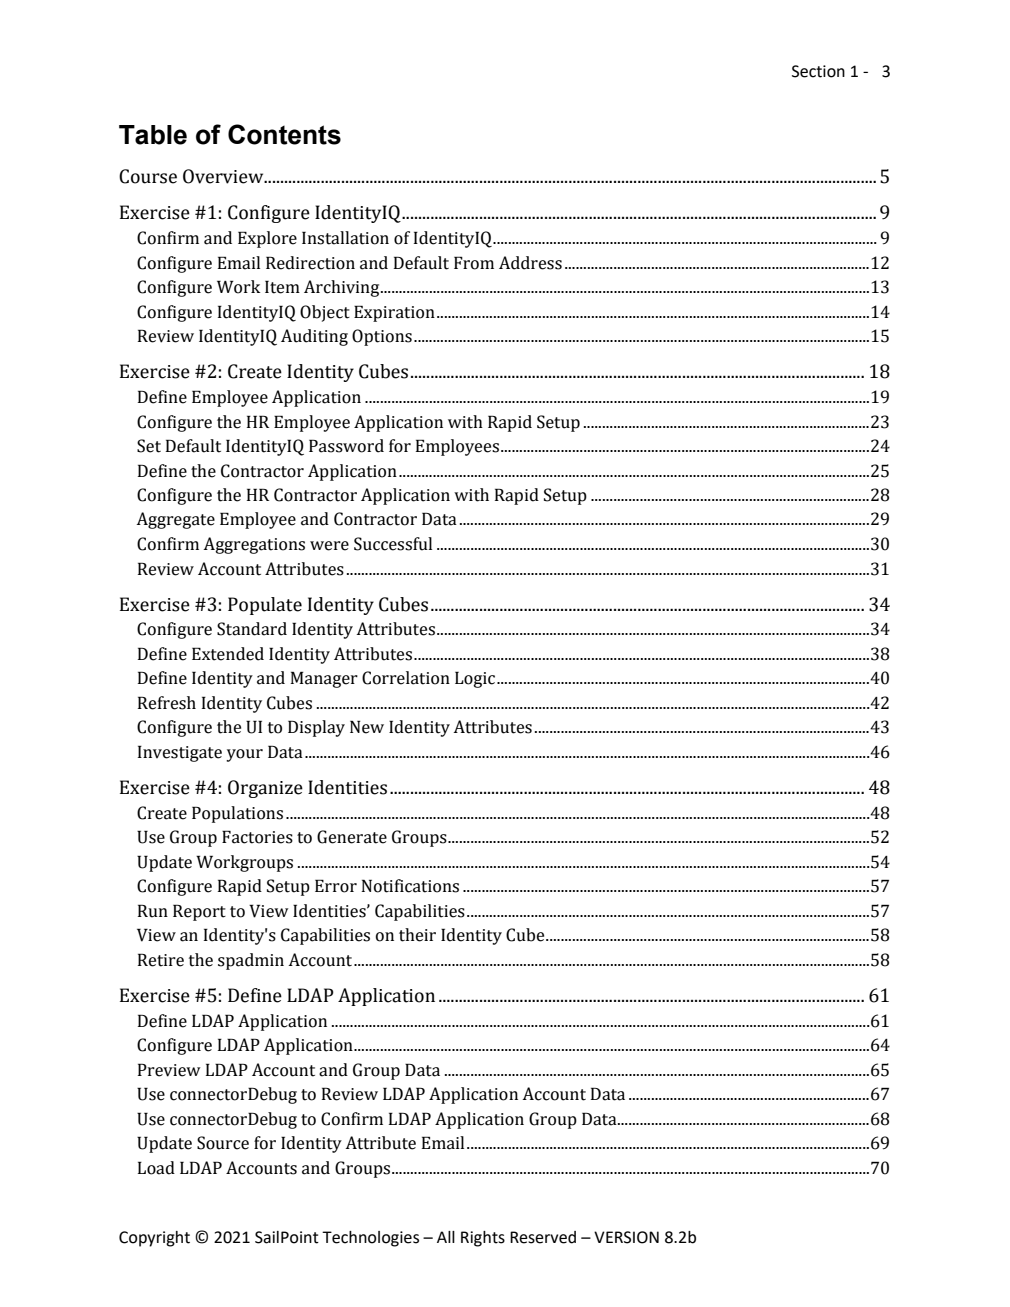 Section 1 - 3
Table of Contents
Course Overview........................................................................ 5
Exercise #1: Configure IdentityIQ........................................................................ 9
Confirm and Explore Installation of IdentityIQ........................................................................ 9
Configure Email Redirection and Default From Address........................................................................12
Configure Work Item Archiving........................................................................13
Configure IdentityIQ Object Expiration........................................................................14
Review IdentityIQ Auditing Options........................................................................15
Exercise #2: Create Identity Cubes........................................................................ 18
Define Employee Application ........................................................................19
Configure the HR Employee Application with Rapid Setup ........................................................................23
Set Default IdentityIQ Password for Employees........................................................................24
Define the Contractor Application........................................................................25
Configure the HR Contractor Application with Rapid Setup ........................................................................28
Aggregate Employee and Contractor Data........................................................................29
Confirm Aggregations were Successful ........................................................................30
Review Account Attributes........................................................................31
Exercise #3: Populate Identity Cubes........................................................................ 34
Configure Standard Identity Attributes........................................................................34
Define Extended Identity Attributes........................................................................38
Define Identity and Manager Correlation Logic........................................................................40
Refresh Identity Cubes ........................................................................42
Configure the UI to Display New Identity Attributes........................................................................43
Investigate your Data........................................................................46
Exercise #4: Organize Identities........................................................................ 48
Create Populations........................................................................48
Use Group Factories to Generate Groups........................................................................52
Update Workgroups ........................................................................54
Configure Rapid Setup Error Notifications ........................................................................57
Run Report to View Identities’ Capabilities........................................................................57
View an Identity's Capabilities on their Identity Cube........................................................................58
Retire the spadmin Account........................................................................58
Exercise #5: Define LDAP Application ........................................................................ 61
Define LDAP Application ........................................................................61
Configure LDAP Application........................................................................64
Preview LDAP Account and Group Data ........................................................................65
Use connectorDebug to Review LDAP Application Account Data ........................................................................67
Use connectorDebug to Confirm LDAP Application Group Data........................................................................68
Update Source for Identity Attribute Email........................................................................69
Load LDAP Accounts and Groups........................................................................70
Copyright © 2021 SailPoint Technologies – All Rights Reserved – VERSION 8.2b